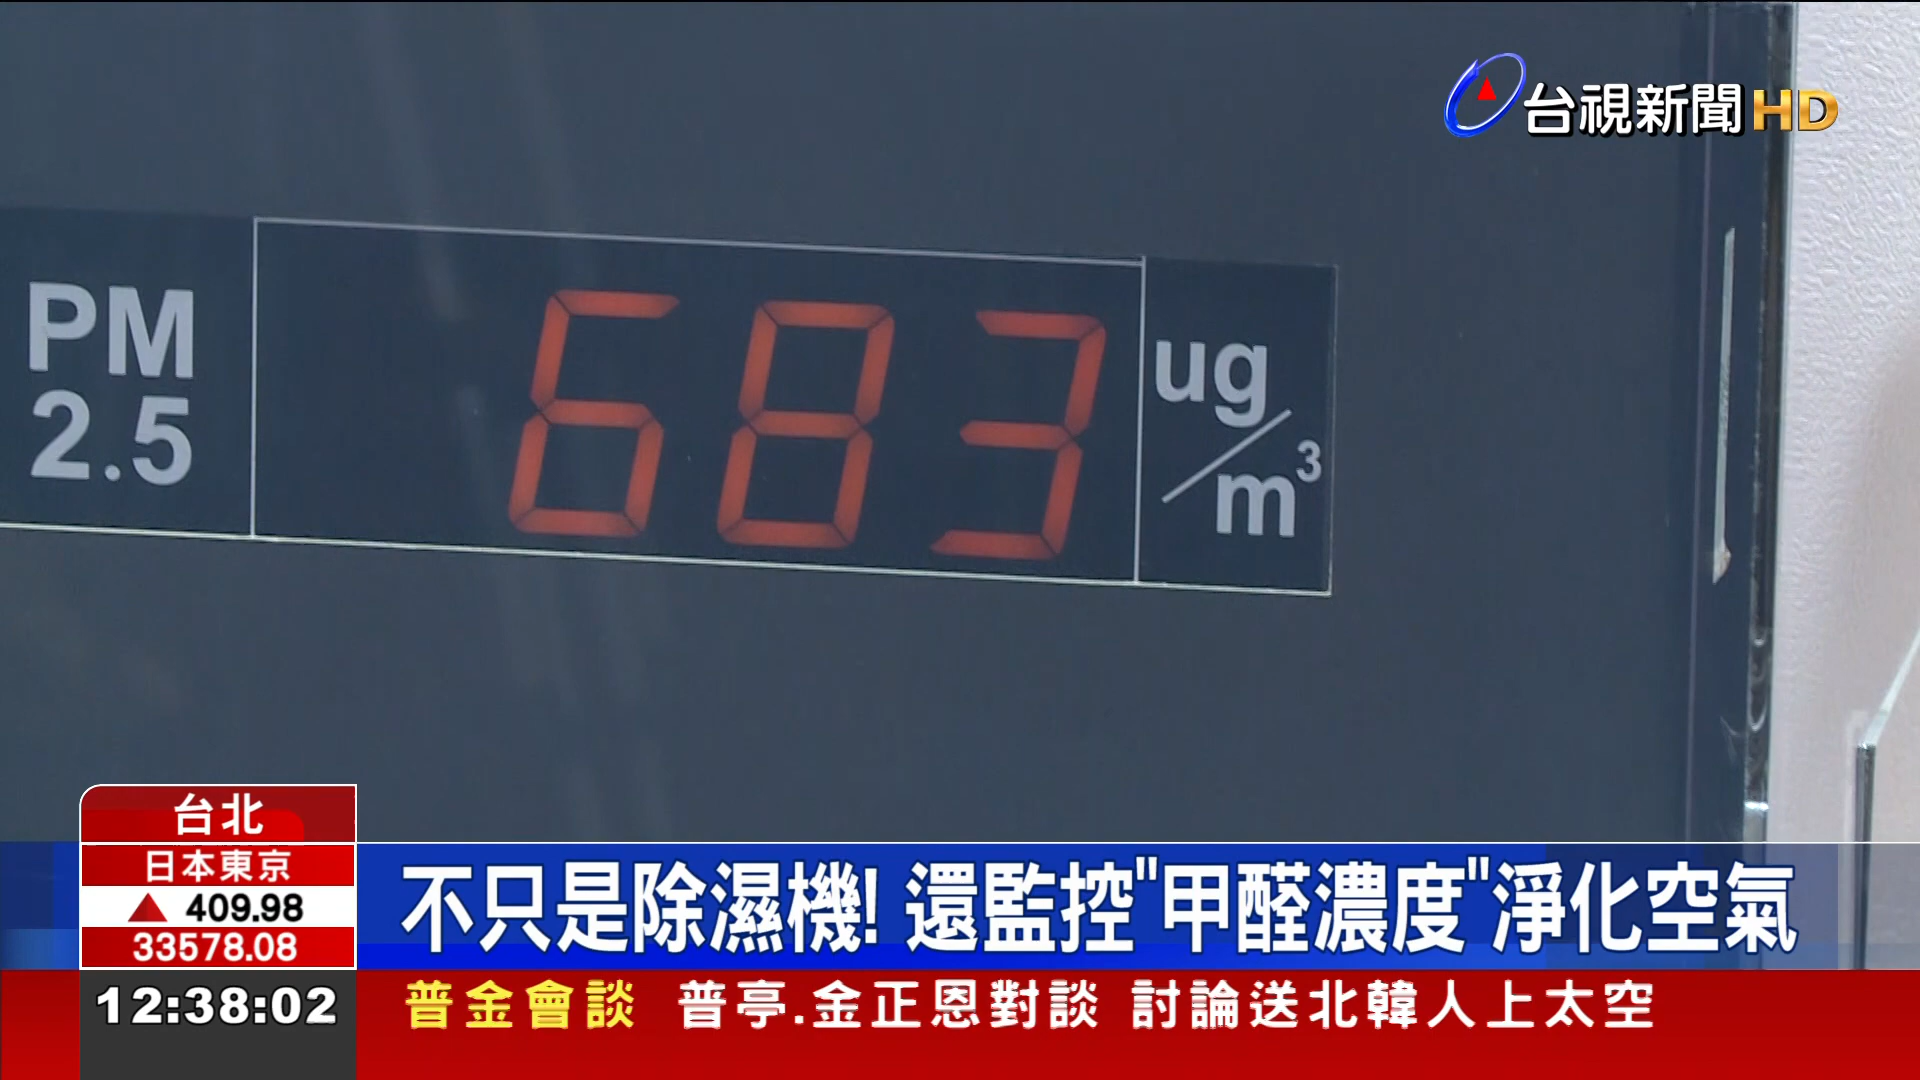 台視新聞HD
PM
2.5
683
ug/m³
台北
日本東京
▲ 409.98
33578.08
12:38:02
不只是除濕機! 還監控"甲醛濃度"淨化空氣
普金會談 普亭.金正恩對談 討論送北韓人上太空